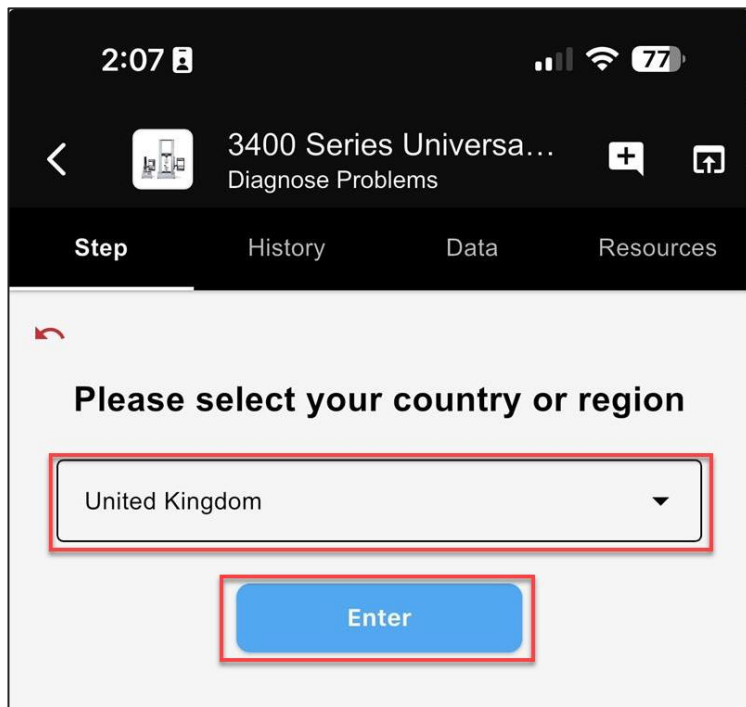 2:07
77
3400 Series Universa...
Diagnose Problems
Step History Data Resources
Please select your country or region
United Kingdom
Enter